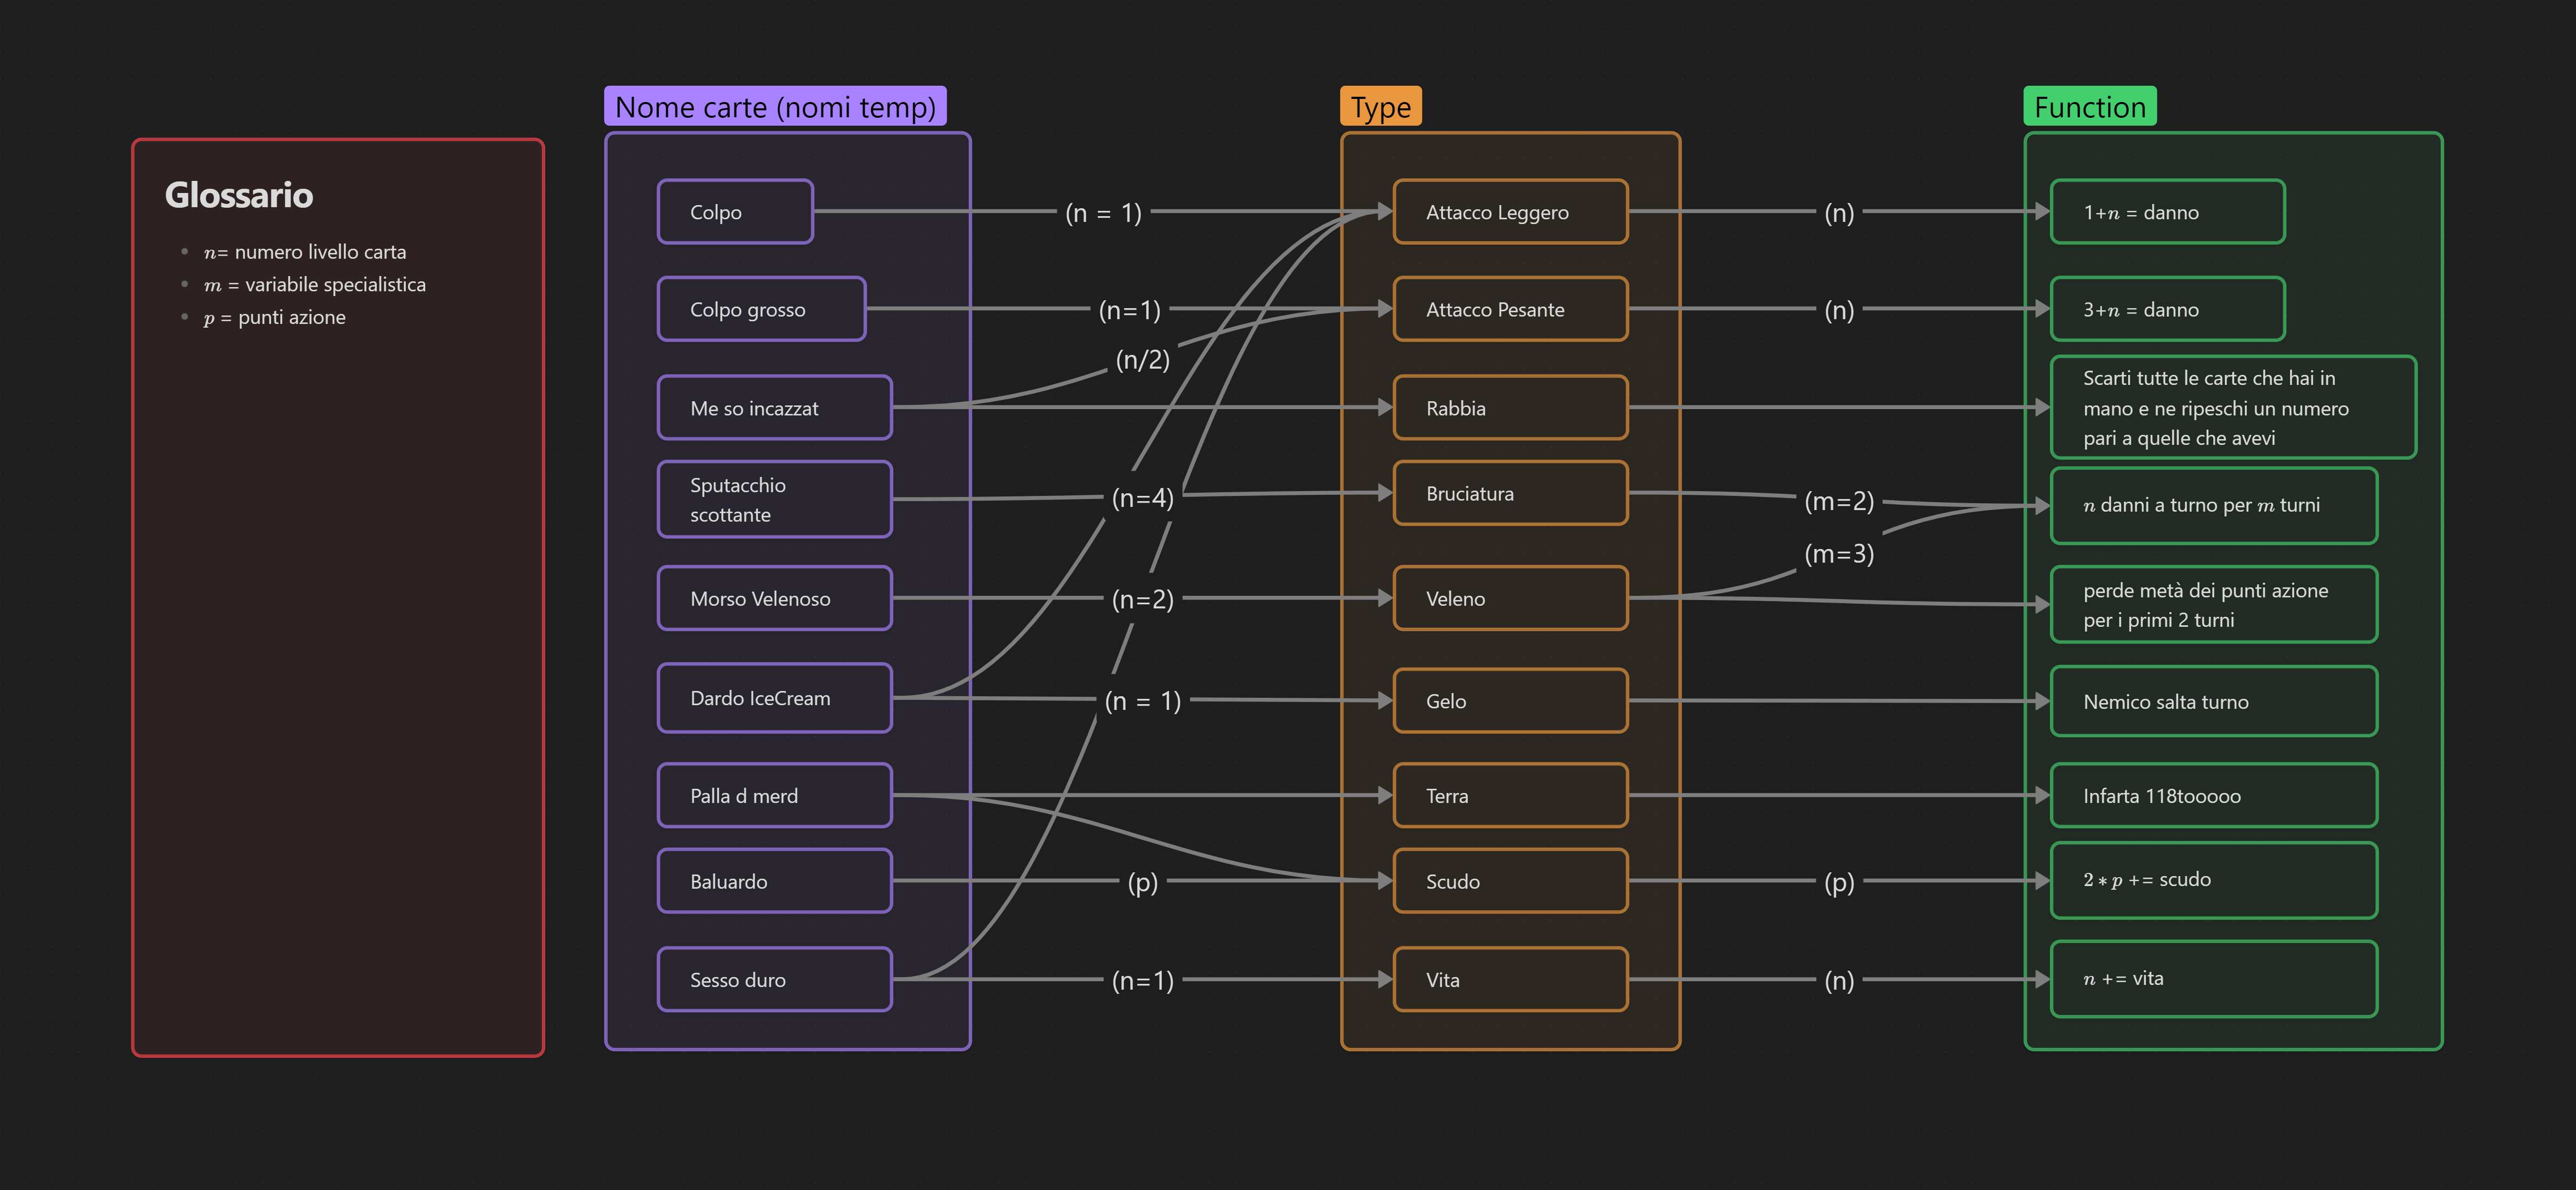 Glossario
n= numero livello carta
m = variabile specialistica
p = punti azione
Nome carte (nomi temp)
Colpo
Colpo grosso
Me so incazzat
Sputacchio
scottante
Morso Velenoso
Dardo IceCream
Palla d merd
Baluardo
Sesso duro
(n = 1)
(n=1)
(n/2)
(n=4)
(n=2)
(n = 1)
(p)
(n=1)
Type
Attacco Leggero
Attacco Pesante
Rabbia
Bruciatura
Veleno
Gelo
Terra
Scudo
Vita
(n)
(n)
(m=2)
(m=3)
(p)
(n)
Function
1+n = danno
3+n = danno
Scarti tutte le carte che hai in
mano e ne ripeschi un numero
pari a quelle che avevi
n danni a turno per m turni
perde metà dei punti azione
per i primi 2 turni
Nemico salta turno
Infarta 118tooooo
2 * p += scudo
n += vita